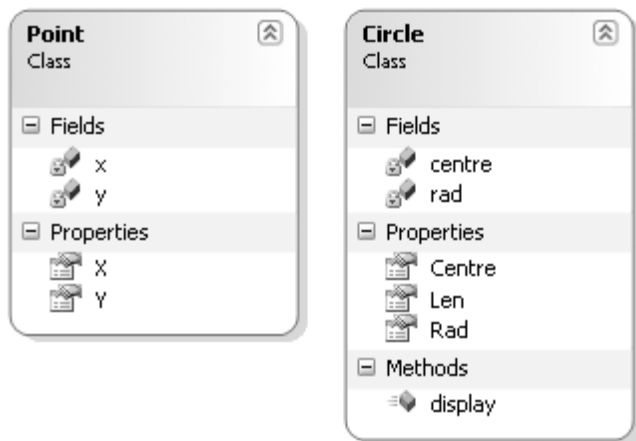 Point
Class
Fields
x
y
Properties
X
Y
Circle
Class
Fields
centre
rad
Properties
Centre
Len
Rad
Methods
display